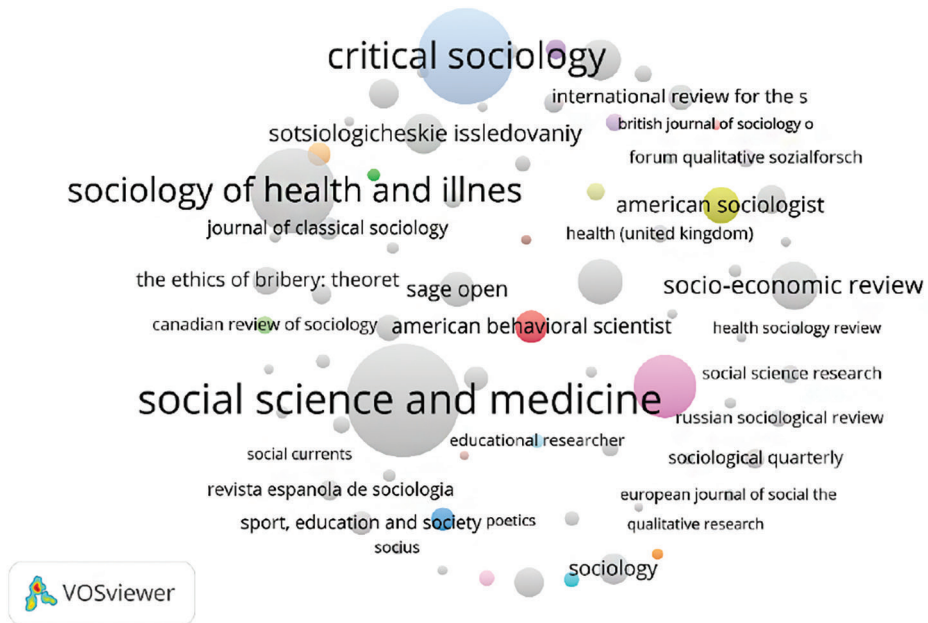 critical sociology
international review for the s
british journal of sociology o
sotsiologicheskie issledovaniy
forum qualitative sozialforsch
sociology of health and illnes
american sociologist
journal of classical sociology
health (united kingdom)
the ethics of bribery: theoret
sage open
socio-economic review
canadian review of sociology
american behavioral scientist
health sociology review
social science research
social science and medicine
russian sociological review
educational researcher
social currents
sociological quarterly
revista espanola de sociologia
european journal of social the
sport, education and society
poetics
qualitative research
socius
sociology
VOSviewer